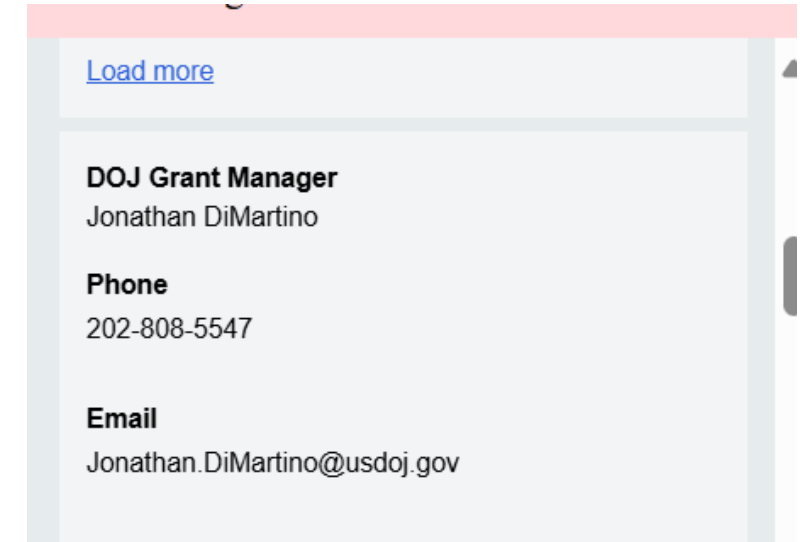 Load more
DOJ Grant Manager
Jonathan DiMartino
Phone
202-808-5547
Email
Jonathan.DiMartino@usdoj.gov